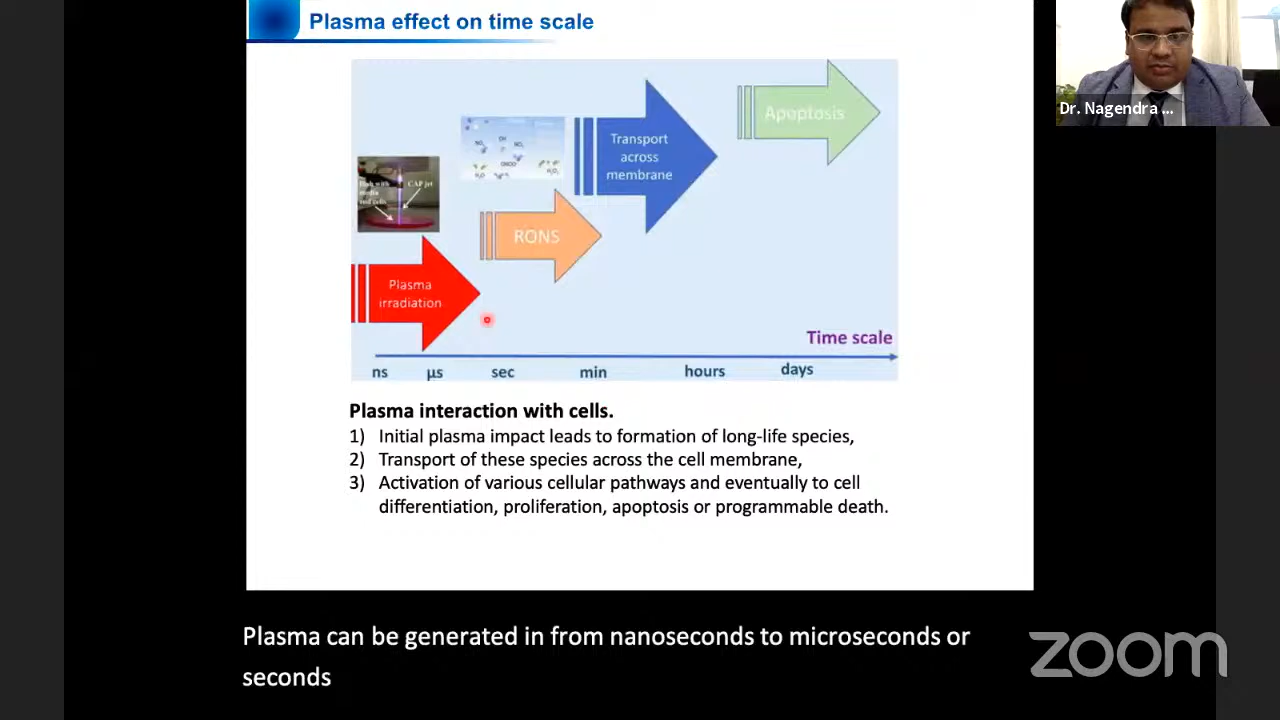 Plasma effect on time scale
Dr. Nagendra ...
Apoptosis
Transport
across
membrane
CAP jet
RONS
Plasma
irradiation
Time scale
ns µs sec min hours days
Plasma interaction with cells.
1) Initial plasma impact leads to formation of long-life species,
2) Transport of these species across the cell membrane,
3) Activation of various cellular pathways and eventually to cell
differentiation, proliferation, apoptosis or programmable death.
Plasma can be generated in from nanoseconds to microseconds or
seconds
zoom